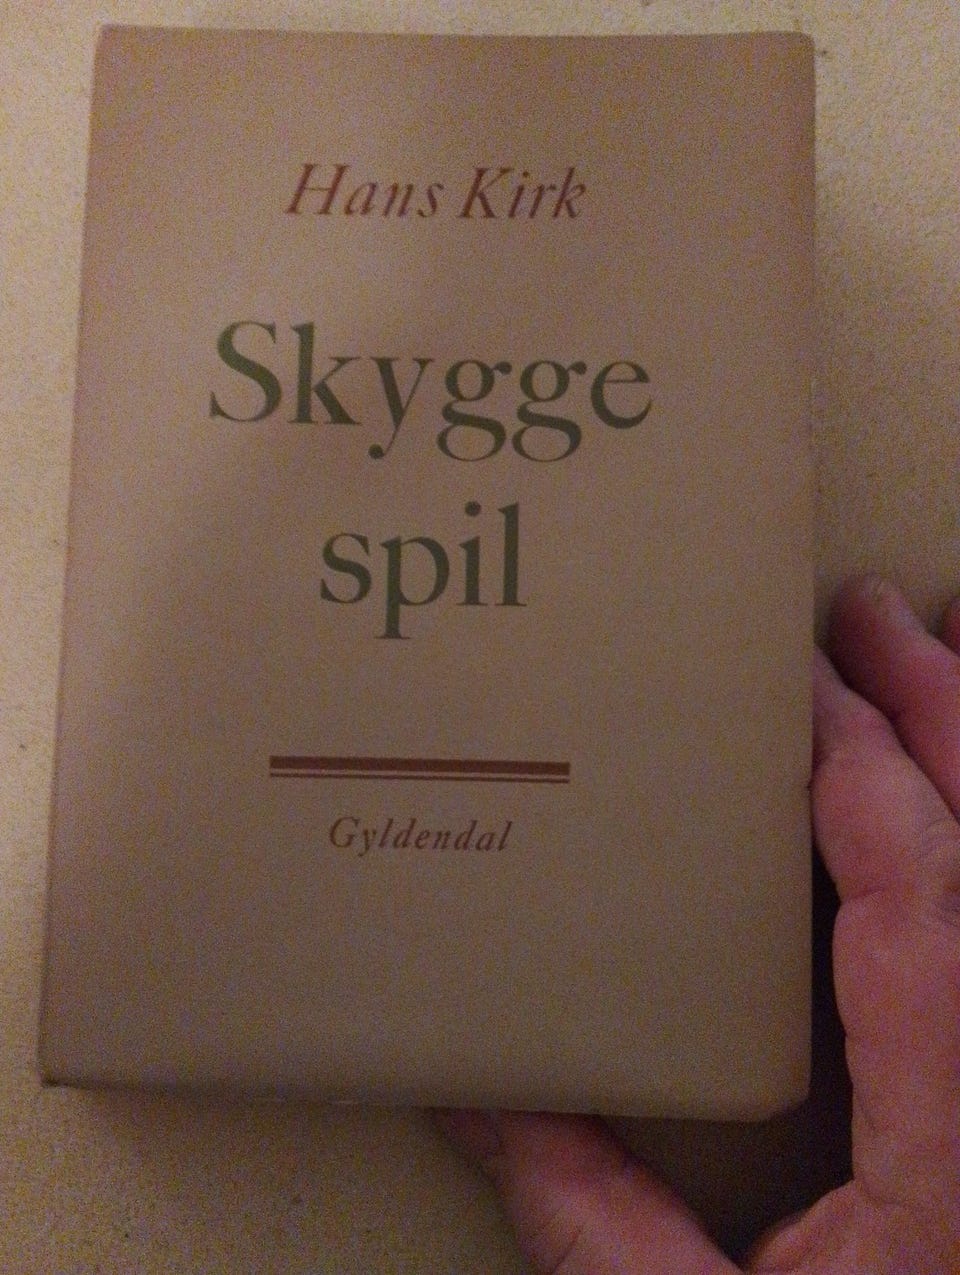 Hans Kirk
Skygge
spil
Gyldendal